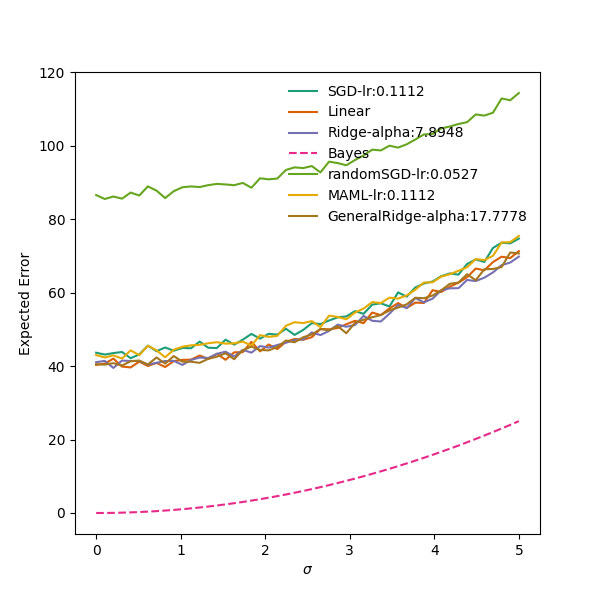 120
100
80
60
40
20
0
Expected Error
SGD-lr:0.1112
Linear
Ridge-alpha:7.8948
Bayes
randomSGD-lr:0.0527
MAML-lr:0.1112
GeneralRidge-alpha:17.7778
0 1 2 3 4 5
σ